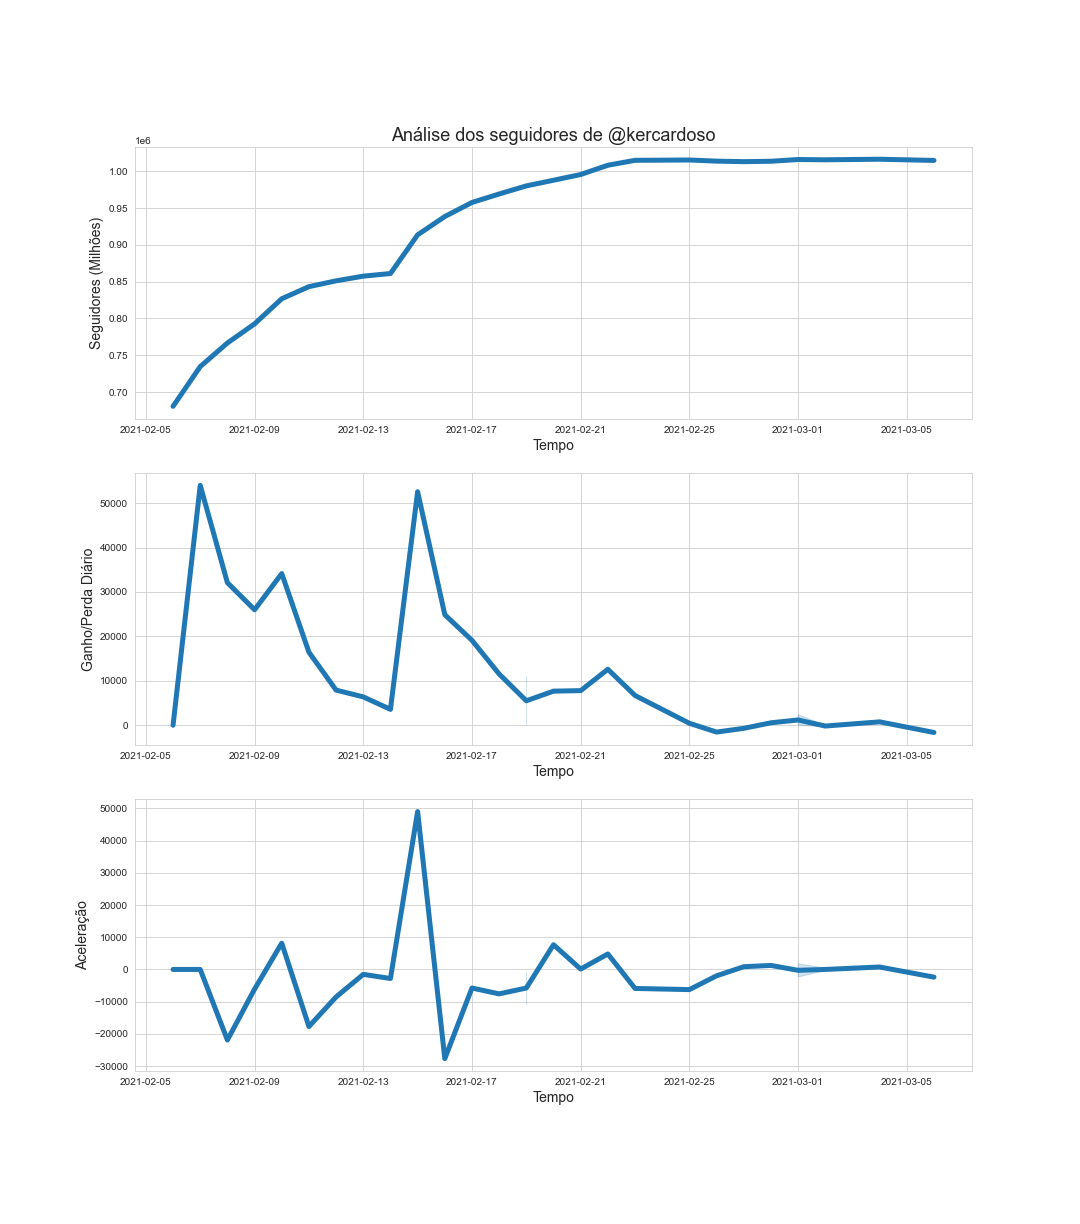 Análise dos seguidores de @kercardoso
1e6
1.00
0.95
0.90
0.85
0.80
0.75
0.70
Seguidores (Milhões)
2021-02-05 2021-02-09 2021-02-13 2021-02-17 2021-02-21 2021-02-25 2021-03-01 2021-03-05
Tempo
50000
40000
30000
20000
10000
0
Ganho/Perda Diário
2021-02-05 2021-02-09 2021-02-13 2021-02-17 2021-02-21 2021-02-25 2021-03-01 2021-03-05
Tempo
50000
40000
30000
20000
10000
0
−10000
−20000
−30000
Aceleração
2021-02-05 2021-02-09 2021-02-13 2021-02-17 2021-02-21 2021-02-25 2021-03-01 2021-03-05
Tempo